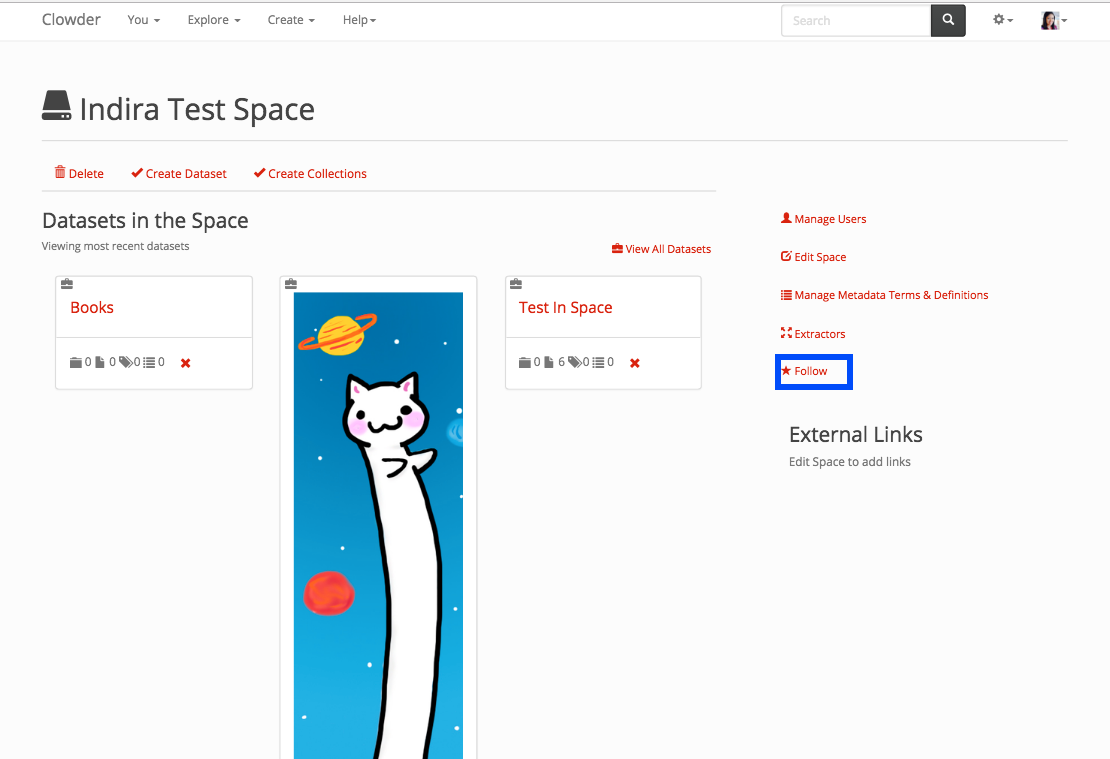 Clowder You Explore Create Help Search
Indira Test Space
Delete Create Dataset Create Collections
Datasets in the Space
Viewing most recent datasets
View All Datasets
Books
0 0 0 0
Test In Space
0 6 0 0
Manage Users
Edit Space
Manage Metadata Terms & Definitions
Extractors
Follow
External Links
Edit Space to add links